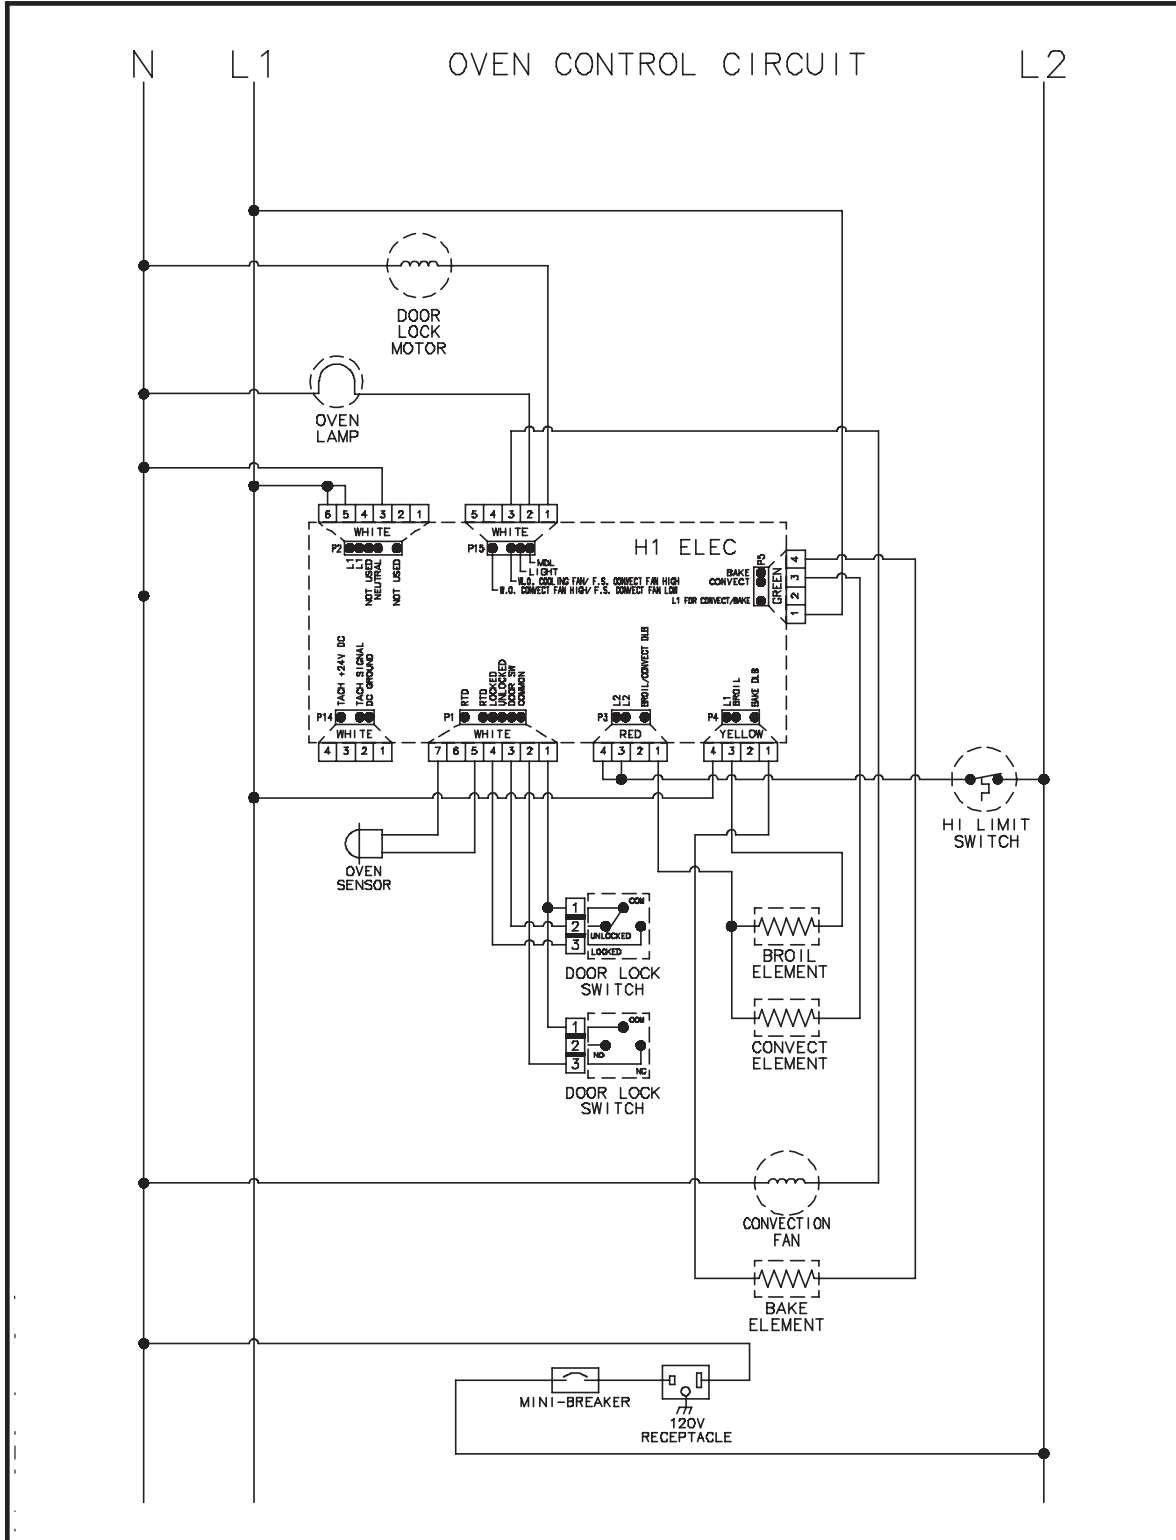 N L1 OVEN CONTROL CIRCUIT L2
DOOR
LOCK
MOTOR
OVEN
LAMP
6 5 4 3 2 1
WHITE
P2
L1
L1
NOT USED
NEUTRAL
NOT USED
5 4 3 2 1
WHITE
P15
MDL
LIGHT
W.O. COOLING FAN/ F.S. CONVECT FAN HIGH
W.O. CONVECT FAN HIGH/ F.S. CONVECT FAN LOW
H1 ELEC
P5
BAKE
CONVECT
L1 FOR CONVECT/BAKE
GREEN
4
3
2
1
TACH +24V DC
TACH SIGNAL
DC GROUND
P14
WHITE
4 3 2 1
RTD
RTD
LOCKED
UNLOCKED
DOOR SW
COMMON
P1
WHITE
7 6 5 4 3 2 1
L2
L2
BROIL/CONVECT DLB
P3
RED
4 3 2 1
L1
BROIL
BAKE DLB
P4
YELLOW
4 3 2 1
HI LIMIT
SWITCH
OVEN
SENSOR
1
2
3
COM
UNLOCKED
LOCKED
DOOR LOCK
SWITCH
BROIL
ELEMENT
1
2
3
COM
NO
NC
DOOR LOCK
SWITCH
CONVECT
ELEMENT
CONVECTION
FAN
BAKE
ELEMENT
MINI-BREAKER
120V
RECEPTACLE